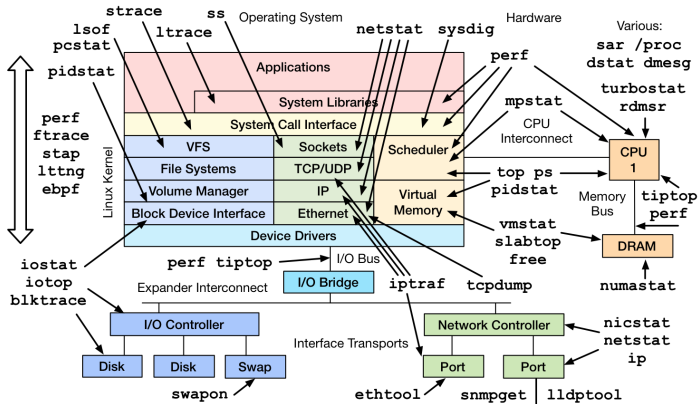 strace
ss
Operating System
Hardware
Various:
lsof
ltrace
netstat
sysdig
sar /proc
pcstat
dstat dmesg
pidstat
Applications
perf
turbostat
rdmsr
System Libraries
mpstat
perf
ftrace
stap
lttng
ebpf
Linux Kernel
System Call Interface
CPU
Interconnect
VFS
Sockets
Scheduler
CPU
1
File Systems
TCP/UDP
top ps
pidstat
Volume Manager
IP
Virtual
Memory
Memory
Bus
tiptop
perf
Block Device Interface
Ethernet
vmstat
slabtop
free
Device Drivers
DRAM
iostat
iotop
blktrace
perf tiptop
I/O Bus
iptraf
tcpdump
numastat
Expander Interconnect
I/O Bridge
I/O Controller
Network Controller
nicstat
netstat
ip
Interface Transports
Disk
Disk
Swap
Port
Port
swapon
ethtool
snmpget
lldptool